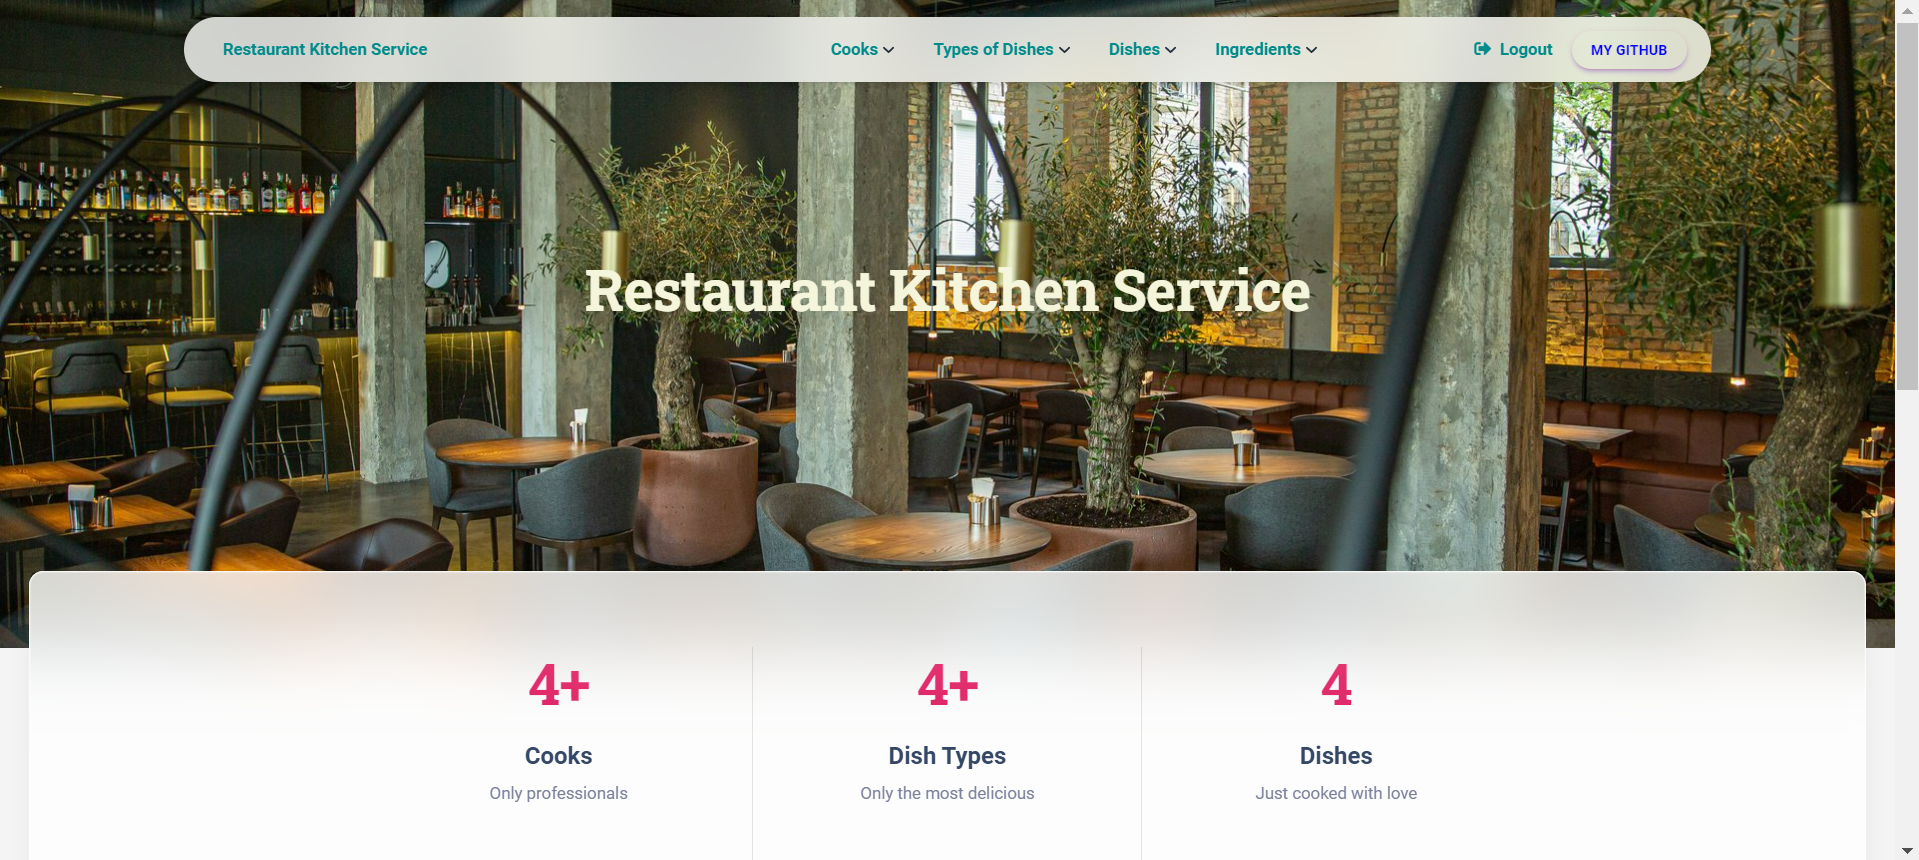 Restaurant Kitchen Service
Cooks
Types of Dishes
Dishes
Ingredients
Logout
MY GITHUB
Restaurant Kitchen Service
4+
Cooks
Only professionals
4+
Dish Types
Only the most delicious
4
Dishes
Just cooked with love